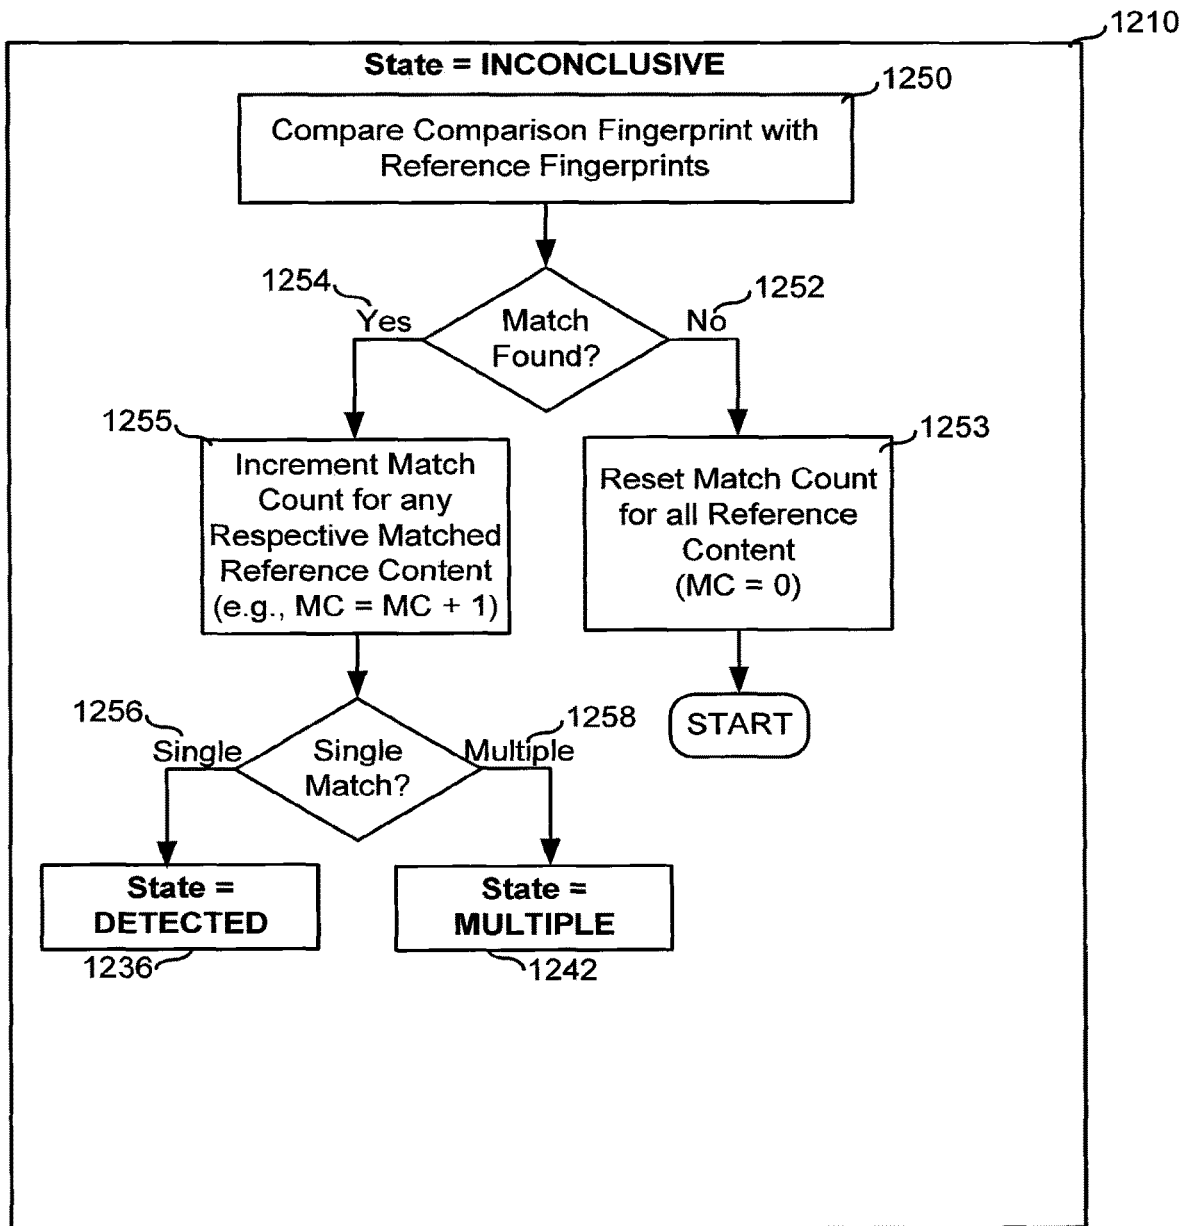 1210
State = INCONCLUSIVE
1250
Compare Comparison Fingerprint with
Reference Fingerprints
1254
Yes
Match
Found?
1252
No
1255
Increment Match
Count for any
Respective Matched
Reference Content
(e.g., MC = MC + 1)
1253
Reset Match Count
for all Reference
Content
(MC = 0)
START
1256
Single
Single
Match?
1258
Multiple
State =
DETECTED
1236
State =
MULTIPLE
1242